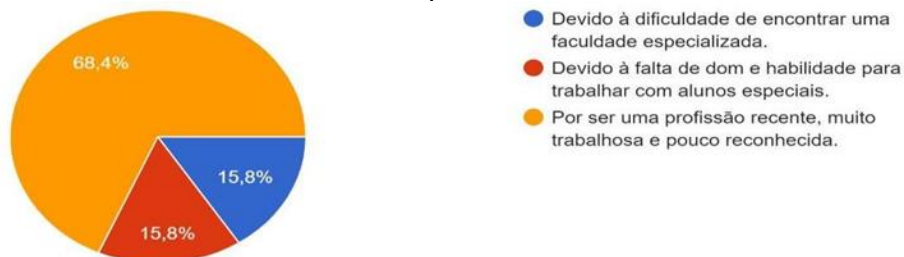 68,4%
15,8%
15,8%
Devido à dificuldade de encontrar uma
faculdade especializada.
Devido à falta de dom e habilidade para
trabalhar com alunos especiais.
Por ser uma profissão recente, muito
trabalhosa e pouco reconhecida.